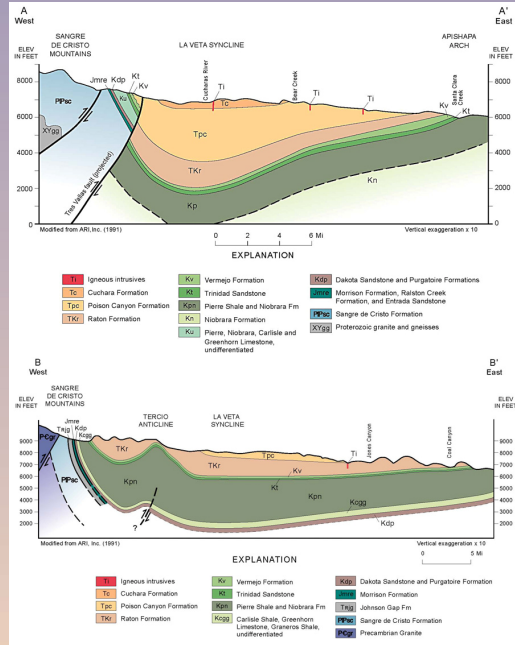 A
West
A'
East
ELEV
IN FEET
SANGRE
DE CRISTO
MOUNTAINS
LA VETA SYNCLINE
APISHAPA
ARCH
ELEV
IN FEET
Cucharas River
Bear Creek
Santa Clara
Creek
Jmre
Kdp
Kt
Kv
Ku
Ti
Tc
Ti
Ti
Kv
Kt
8000
6000
4000
2000
0
8000
6000
4000
2000
0
PIPsc
XYgg
Tpc
TKr
Kp
Kn
Tres Vallas fault (projected)
Modified from ARI, Inc. (1991)
0 2 4 6 Mi
Vertical exaggeration x 10
EXPLANATION
Ti Igneous intrusives
Tc Cuchara Formation
Tpc Poison Canyon Formation
TKr Raton Formation
Kv Vermejo Formation
Kt Trinidad Sandstone
Kpn Pierre Shale and Niobrara Fm
Kn Niobrara Formation
Ku Pierre, Niobrara, Carlisle and
Greenhorn Limestone,
undifferentiated
Kdp Dakota Sandstone and Purgatoire Formations
Jmre Morrison Formation, Ralston Creek
Formation, and Entrada Sandstone
PIPsc Sangre de Cristo Formation
XYgg Proterozoic granite and gneisses
B
West
B'
East
ELEV
IN FEET
SANGRE
DE CRISTO
MOUNTAINS
TERCIO
ANTICLINE
LA VETA
SYNCLINE
ELEV
IN FEET
Jones Canyon
Coal Canyon
Jmre
Kdp
Kcgg
9000
8000
7000
6000
5000
4000
3000
2000
9000
8000
7000
6000
5000
4000
3000
2000
PCgr
PIPsc
TKr
Kpn
Tpc
TKr
Ti
Kv
Kt
Kpn
Kcgg
Kdp
?
Modified from ARI, Inc. (1991)
Vertical exaggeration x 10
0 5 Mi
EXPLANATION
Ti Igneous intrusives
Tc Cuchara Formation
Tpc Poison Canyon Formation
TKr Raton Formation
Kv Vermejo Formation
Kt Trinidad Sandstone
Kpn Pierre Shale and Niobrara Fm
Kcgg Carlisle Shale, Greenhorn
Limestone, Graneros Shale,
undifferentiated
Kdp Dakota Sandstone and Purgatoire Formation
Jmre Morrison Formation
Johnson Gap Fm
PIPsc Sangre de Cristo Formation
PCgr Precambrian Granite